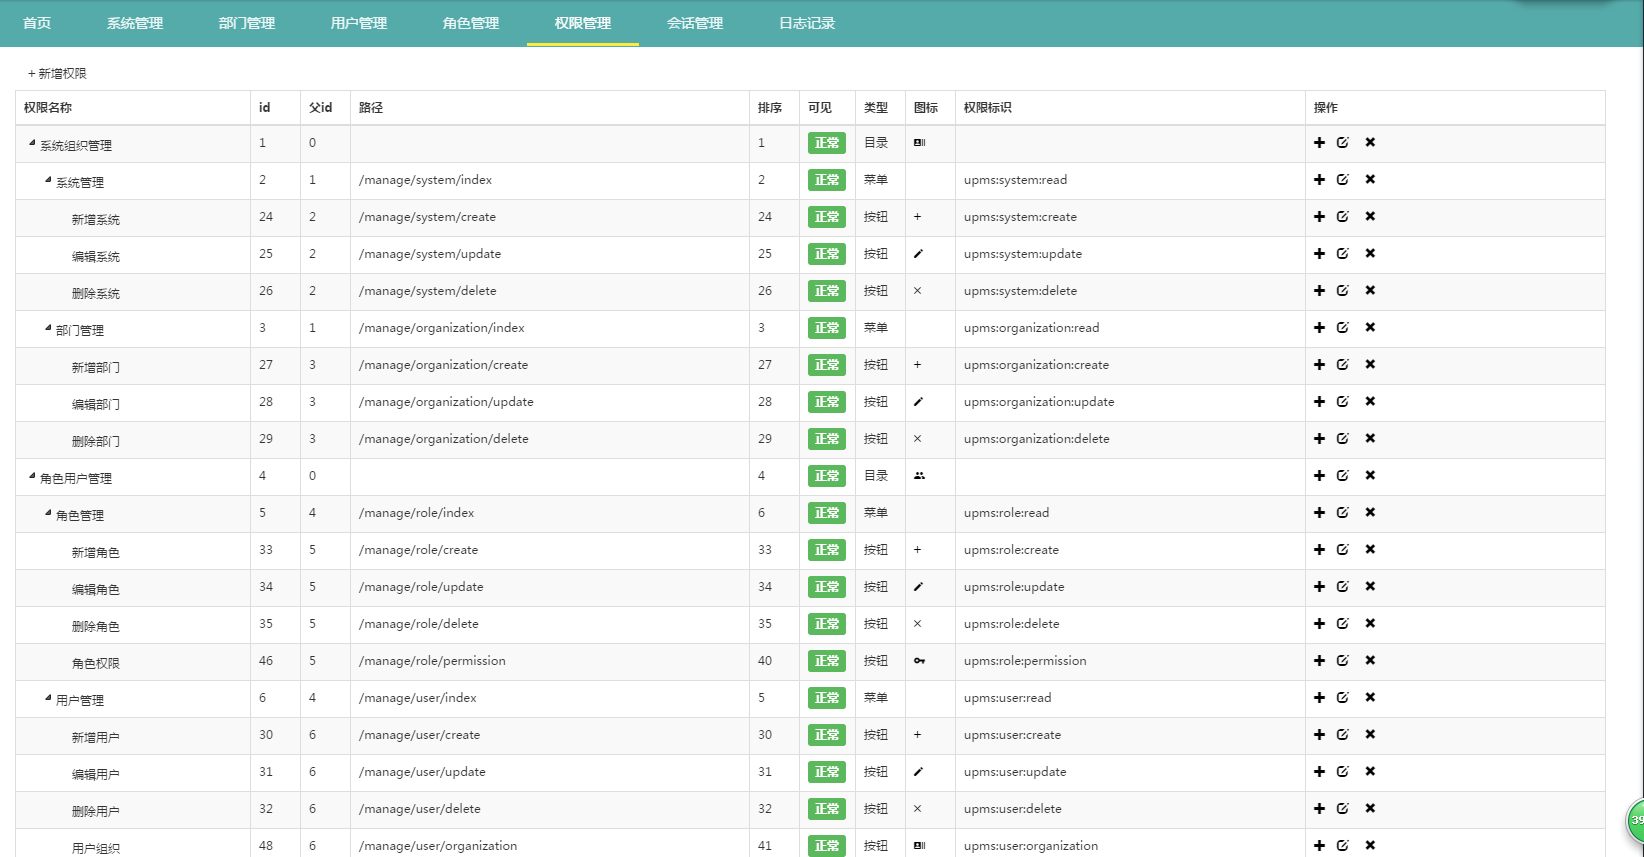 首页 系统管理 部门管理 用户管理 角色管理 权限管理 会话管理 日志记录
+ 新增权限
权限名称 id 父id 路径 排序 可见 类型 图标 权限标识 操作
系统组织管理 1 0 1 正常 目录
系统管理 2 1 /manage/system/index 2 正常 菜单 upms:system:read
新增系统 24 2 /manage/system/create 24 正常 按钮 upms:system:create
编辑系统 25 2 /manage/system/update 25 正常 按钮 upms:system:update
删除系统 26 2 /manage/system/delete 26 正常 按钮 upms:system:delete
部门管理 3 1 /manage/organization/index 3 正常 菜单 upms:organization:read
新增部门 27 3 /manage/organization/create 27 正常 按钮 upms:organization:create
编辑部门 28 3 /manage/organization/update 28 正常 按钮 upms:organization:update
删除部门 29 3 /manage/organization/delete 29 正常 按钮 upms:organization:delete
角色用户管理 4 0 4 正常 目录
角色管理 5 4 /manage/role/index 6 正常 菜单 upms:role:read
新增角色 33 5 /manage/role/create 33 正常 按钮 upms:role:create
编辑角色 34 5 /manage/role/update 34 正常 按钮 upms:role:update
删除角色 35 5 /manage/role/delete 35 正常 按钮 upms:role:delete
角色权限 46 5 /manage/role/permission 40 正常 按钮 upms:role:permission
用户管理 6 4 /manage/user/index 5 正常 菜单 upms:user:read
新增用户 30 6 /manage/user/create 30 正常 按钮 upms:user:create
编辑用户 31 6 /manage/user/update 31 正常 按钮 upms:user:update
删除用户 32 6 /manage/user/delete 32 正常 按钮 upms:user:delete
39
用户组织 48 6 /manage/user/organization 41 正常 按钮 upms:user:organization